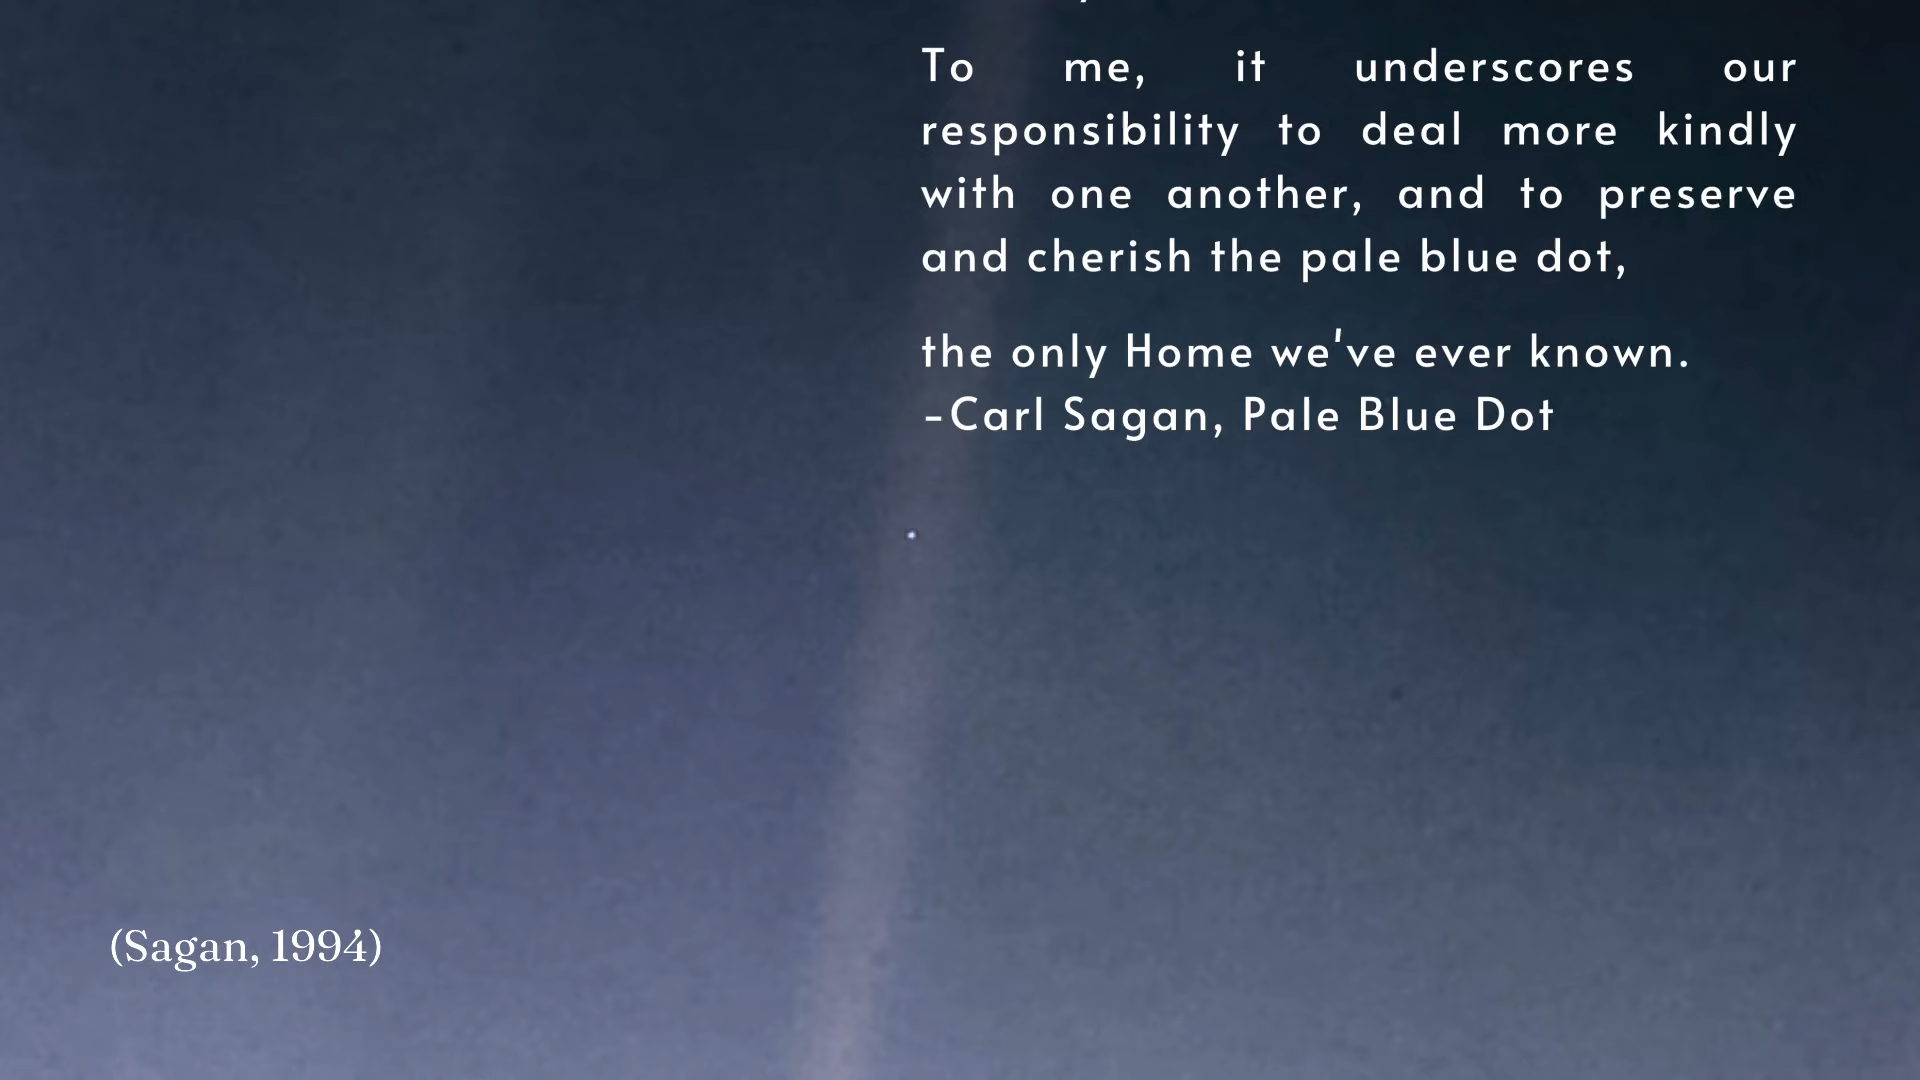 To me, it underscores our
responsibility to deal more kindly
with one another, and to preserve
and cherish the pale blue dot,
the only Home we've ever known.
-Carl Sagan, Pale Blue Dot
(Sagan, 1994)